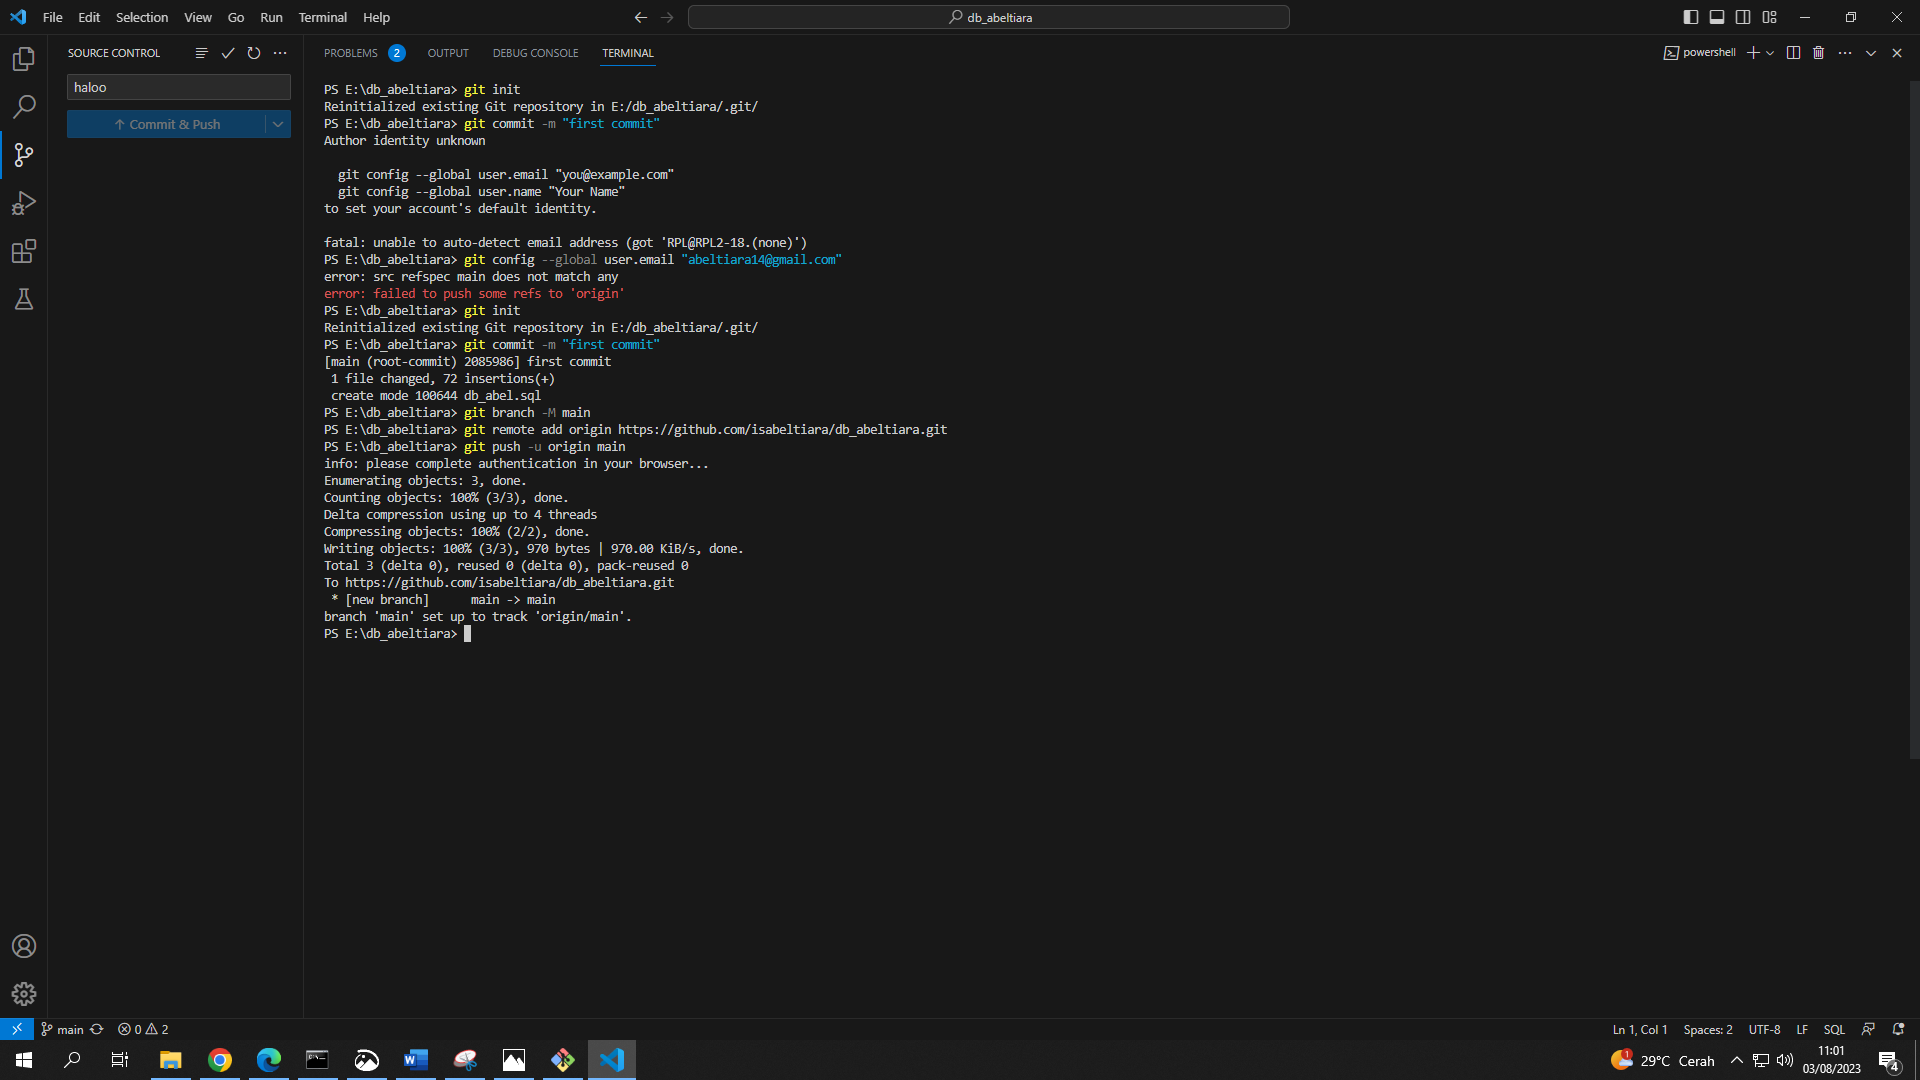 File Edit Selection View Go Run Terminal Help
db_abeltiara
SOURCE CONTROL
haloo
Commit & Push
PROBLEMS 2 OUTPUT DEBUG CONSOLE TERMINAL
powershell
PS E:\db_abeltiara> git init
Reinitialized existing Git repository in E:/db_abeltiara/.git/
PS E:\db_abeltiara> git commit -m "first commit"
Author identity unknown
git config --global user.email "you@example.com"
git config --global user.name "Your Name"
to set your account's default identity.
fatal: unable to auto-detect email address (got 'RPL@RPL2-18.(none)')
PS E:\db_abeltiara> git config --global user.email "abeltiara14@gmail.com"
error: src refspec main does not match any
error: failed to push some refs to 'origin'
PS E:\db_abeltiara> git init
Reinitialized existing Git repository in E:/db_abeltiara/.git/
PS E:\db_abeltiara> git commit -m "first commit"
[main (root-commit) 2085986] first commit
1 file changed, 72 insertions(+)
create mode 100644 db_abel.sql
PS E:\db_abeltiara> git branch -M main
PS E:\db_abeltiara> git remote add origin https://github.com/isabeltiara/db_abeltiara.git
PS E:\db_abeltiara> git push -u origin main
info: please complete authentication in your browser...
Enumerating objects: 3, done.
Counting objects: 100% (3/3), done.
Delta compression using up to 4 threads
Compressing objects: 100% (2/2), done.
Writing objects: 100% (3/3), 970 bytes | 970.00 KiB/s, done.
Total 3 (delta 0), reused 0 (delta 0), pack-reused 0
To https://github.com/isabeltiara/db_abeltiara.git
* [new branch]      main -> main
branch 'main' set up to track 'origin/main'.
PS E:\db_abeltiara>
main 0 2
Ln 1, Col 1 Spaces: 2 UTF-8 LF SQL
1 29°C Cerah
11:01
03/08/2023
4